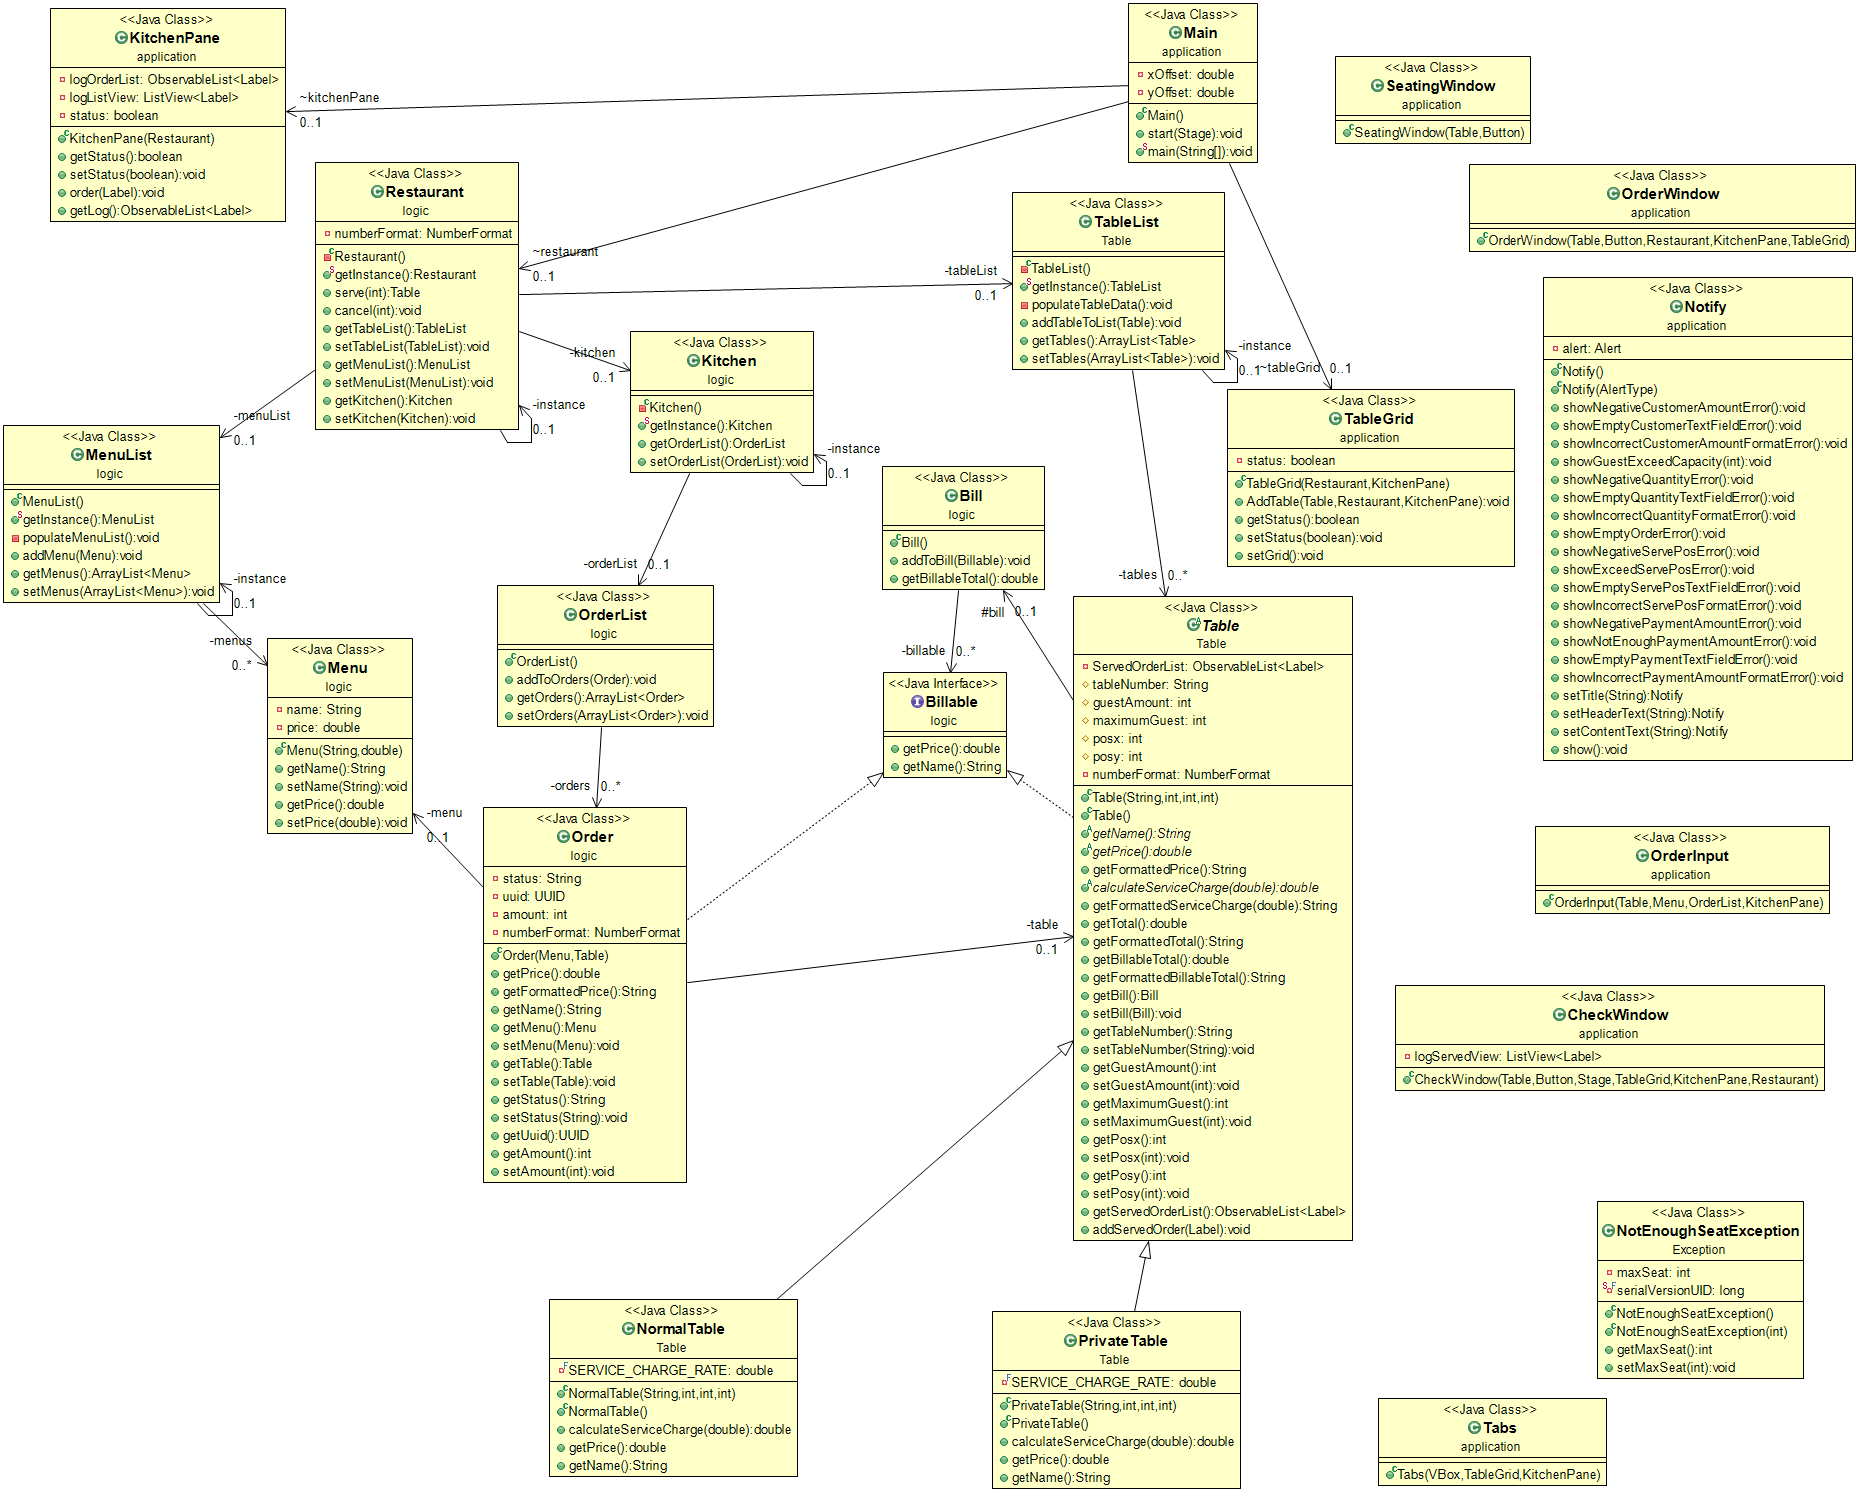 <<Java Class>>
KitchenPane
application
logOrderList: ObservableList<Label>
logListView: ListView<Label>
status: boolean
KitchenPane(Restaurant)
getStatus():boolean
setStatus(boolean):void
order(Label):void
getLog():ObservableList<Label>
<<Java Class>>
Main
application
xOffset: double
yOffset: double
Main()
start(Stage):void
main(String[]):void
~kitchenPane
0..1
~restaurant
0..1
~tableGrid
0..1
<<Java Class>>
SeatingWindow
application
SeatingWindow(Table,Button)
<<Java Class>>
OrderWindow
application
OrderWindow(Table,Button,Restaurant,KitchenPane,TableGrid)
<<Java Class>>
Restaurant
logic
numberFormat: NumberFormat
Restaurant()
getInstance():Restaurant
serve(int):Table
cancel(int):void
getTableList():TableList
setTableList(TableList):void
getMenuList():MenuList
setMenuList(MenuList):void
getKitchen():Kitchen
setKitchen(Kitchen):void
-instance
0..1
-tableList
0..1
-kitchen
0..1
-menuList
0..1
<<Java Class>>
TableList
Table
TableList()
getInstance():TableList
populateTableData():void
addTableToList(Table):void
getTables():ArrayList<Table>
setTables(ArrayList<Table>):void
-instance
0..1
-tables
0..*
<<Java Class>>
Kitchen
logic
Kitchen()
getInstance():Kitchen
getOrderList():OrderList
setOrderList(OrderList):void
-instance
0..1
-orderList
0..1
<<Java Class>>
TableGrid
application
status: boolean
TableGrid(Restaurant,KitchenPane)
AddTable(Table,Restaurant,KitchenPane):void
getStatus():boolean
setStatus(boolean):void
setGrid():void
<<Java Class>>
Notify
application
alert: Alert
Notify()
Notify(AlertType)
showNegativeCustomerAmountError():void
showEmptyCustomerTextFieldError():void
showIncorrectCustomerAmountFormatError():void
showGuestExceedCapacity(int):void
showNegativeQuantityError():void
showEmptyQuantityTextFieldError():void
showIncorrectQuantityFormatError():void
showEmptyOrderError():void
showNegativeServePosError():void
showExceedServePosError():void
showEmptyServePosTextFieldError():void
showIncorrectServePosFormatError():void
showNegativePaymentAmountError():void
showNotEnoughPaymentAmountError():void
showEmptyPaymentTextFieldError():void
showIncorrectPaymentAmountFormatError():void
setTitle(String):Notify
setHeaderText(String):Notify
setContentText(String):Notify
show():void
<<Java Class>>
MenuList
logic
MenuList()
getInstance():MenuList
populateMenuList():void
addMenu(Menu):void
getMenus():ArrayList<Menu>
setMenus(ArrayList<Menu>):void
-instance
0..1
-menus
0..*
<<Java Class>>
Bill
logic
Bill()
addToBill(Billable):void
getBillableTotal():double
-billable
0..*
#bill
0..1
<<Java Class>>
OrderList
logic
OrderList()
addToOrders(Order):void
getOrders():ArrayList<Order>
setOrders(ArrayList<Order>):void
-orders
0..*
<<Java Class>>
Menu
logic
name: String
price: double
Menu(String,double)
getName():String
setName(String):void
getPrice():double
setPrice(double):void
-menu
0..1
<<Java Interface>>
Billable
logic
getPrice():double
getName():String
<<Java Class>>
Table
Table
ServedOrderList: ObservableList<Label>
tableNumber: String
guestAmount: int
maximumGuest: int
posx: int
posy: int
numberFormat: NumberFormat
Table(String,int,int,int)
Table()
getName():String
getPrice():double
getFormattedPrice():String
calculateServiceCharge(double):double
getFormattedServiceCharge(double):String
getTotal():double
getFormattedTotal():String
getBillableTotal():double
getFormattedBillableTotal():String
getBill():Bill
setBill(Bill):void
getTableNumber():String
setTableNumber(String):void
getGuestAmount():int
setGuestAmount(int):void
getMaximumGuest():int
setMaximumGuest(int):void
getPosx():int
setPosx(int):void
getPosy():int
setPosy(int):void
getServedOrderList():ObservableList<Label>
addServedOrder(Label):void
<<Java Class>>
Order
logic
status: String
uuid: UUID
amount: int
numberFormat: NumberFormat
Order(Menu,Table)
getPrice():double
getFormattedPrice():String
getName():String
getMenu():Menu
setMenu(Menu):void
getTable():Table
setTable(Table):void
getStatus():String
setStatus(String):void
getUuid():UUID
getAmount():int
setAmount(int):void
-table
0..1
<<Java Class>>
OrderInput
application
OrderInput(Table,Menu,OrderList,KitchenPane)
<<Java Class>>
CheckWindow
application
logServedView: ListView<Label>
CheckWindow(Table,Button,Stage,TableGrid,KitchenPane,Restaurant)
<<Java Class>>
NotEnoughSeatException
Exception
maxSeat: int
serialVersionUID: long
NotEnoughSeatException()
NotEnoughSeatException(int)
getMaxSeat():int
setMaxSeat(int):void
<<Java Class>>
NormalTable
Table
SERVICE_CHARGE_RATE: double
NormalTable(String,int,int,int)
NormalTable()
calculateServiceCharge(double):double
getPrice():double
getName():String
<<Java Class>>
PrivateTable
Table
SERVICE_CHARGE_RATE: double
PrivateTable(String,int,int,int)
PrivateTable()
calculateServiceCharge(double):double
getPrice():double
getName():String
<<Java Class>>
Tabs
application
Tabs(VBox,TableGrid,KitchenPane)